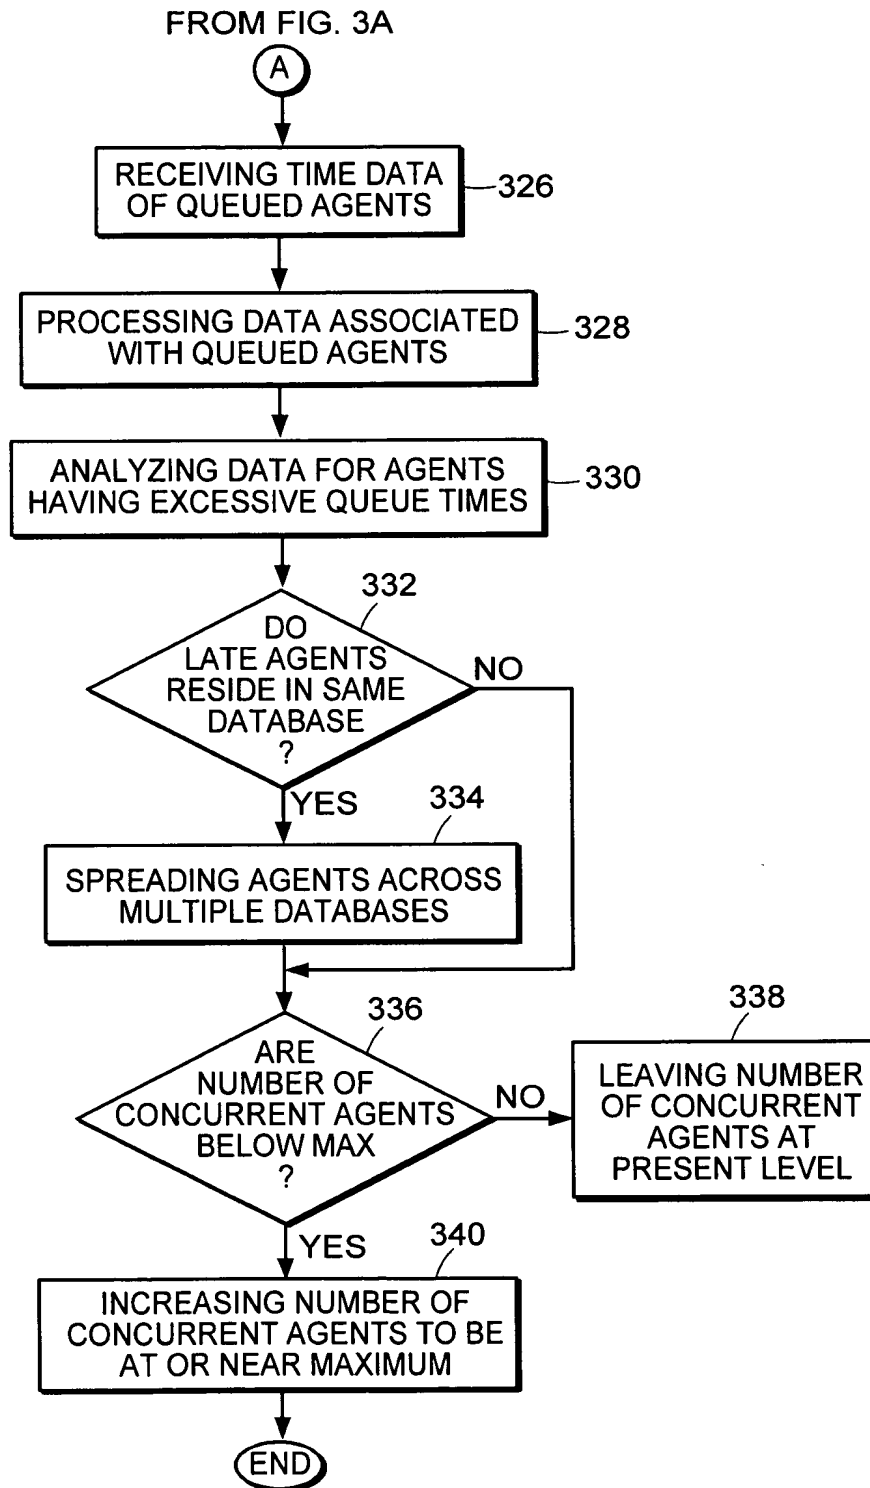 FROM FIG. 3A
A
RECEIVING TIME DATA
OF QUEUED AGENTS
326
PROCESSING DATA ASSOCIATED
WITH QUEUED AGENTS
328
ANALYZING DATA FOR AGENTS
HAVING EXCESSIVE QUEUE TIMES
330
332
DO
LATE AGENTS
RESIDE IN SAME
DATABASE
?
NO
YES
334
SPREADING AGENTS ACROSS
MULTIPLE DATABASES
336
ARE
NUMBER OF
CONCURRENT AGENTS
BELOW MAX
?
NO
338
LEAVING NUMBER
OF CONCURRENT
AGENTS AT
PRESENT LEVEL
YES
340
INCREASING NUMBER OF
CONCURRENT AGENTS TO BE
AT OR NEAR MAXIMUM
END